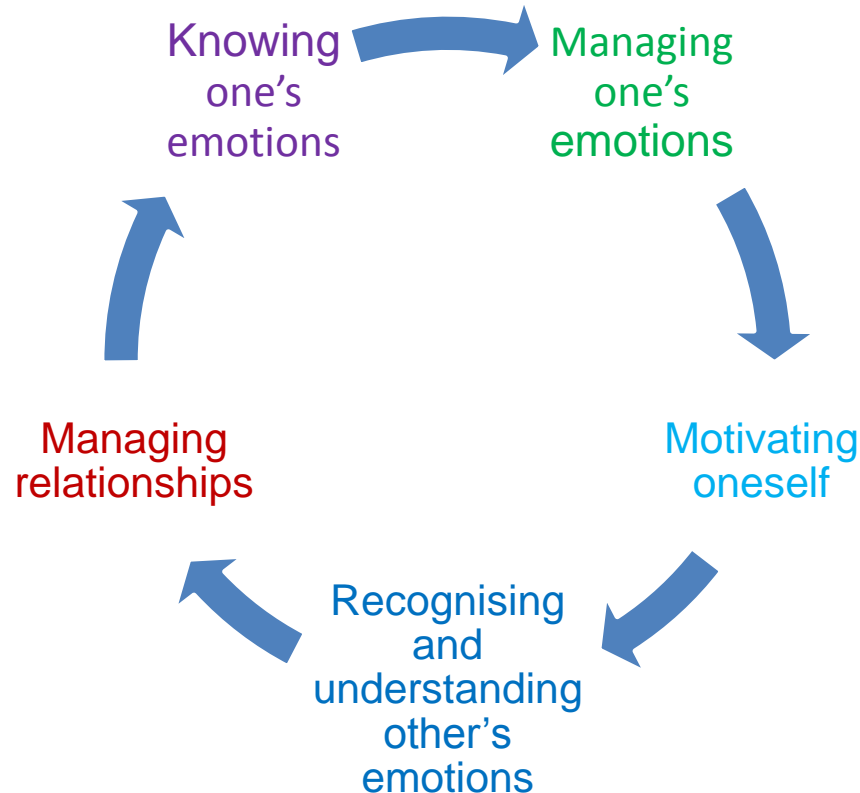 Knowing
one’s
emotions
Managing
one’s
emotions
Motivating
oneself
Recognising
and
understanding
other’s
emotions
Managing
relationships